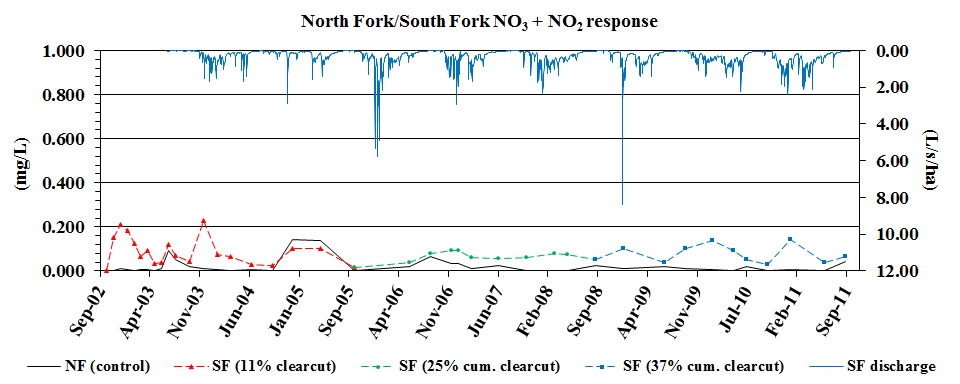 North Fork/South Fork NO₃ + NO₂ response
1.000 0.00
0.800 2.00
4.00
0.600 6.00
0.400 8.00
0.200 10.00
0.000 12.00
(mg/L)
(L/s/ha)
Sep-02 Apr-03 Nov-03 Jun-04 Jan-05 Sep-05 Apr-06 Nov-06 Jun-07 Feb-08 Sep-08 Apr-09 Nov-09 Jul-10 Feb-11 Sep-11
NF (control) SF (11% clearcut) SF (25% cum. clearcut) SF (37% cum. clearcut) SF discharge